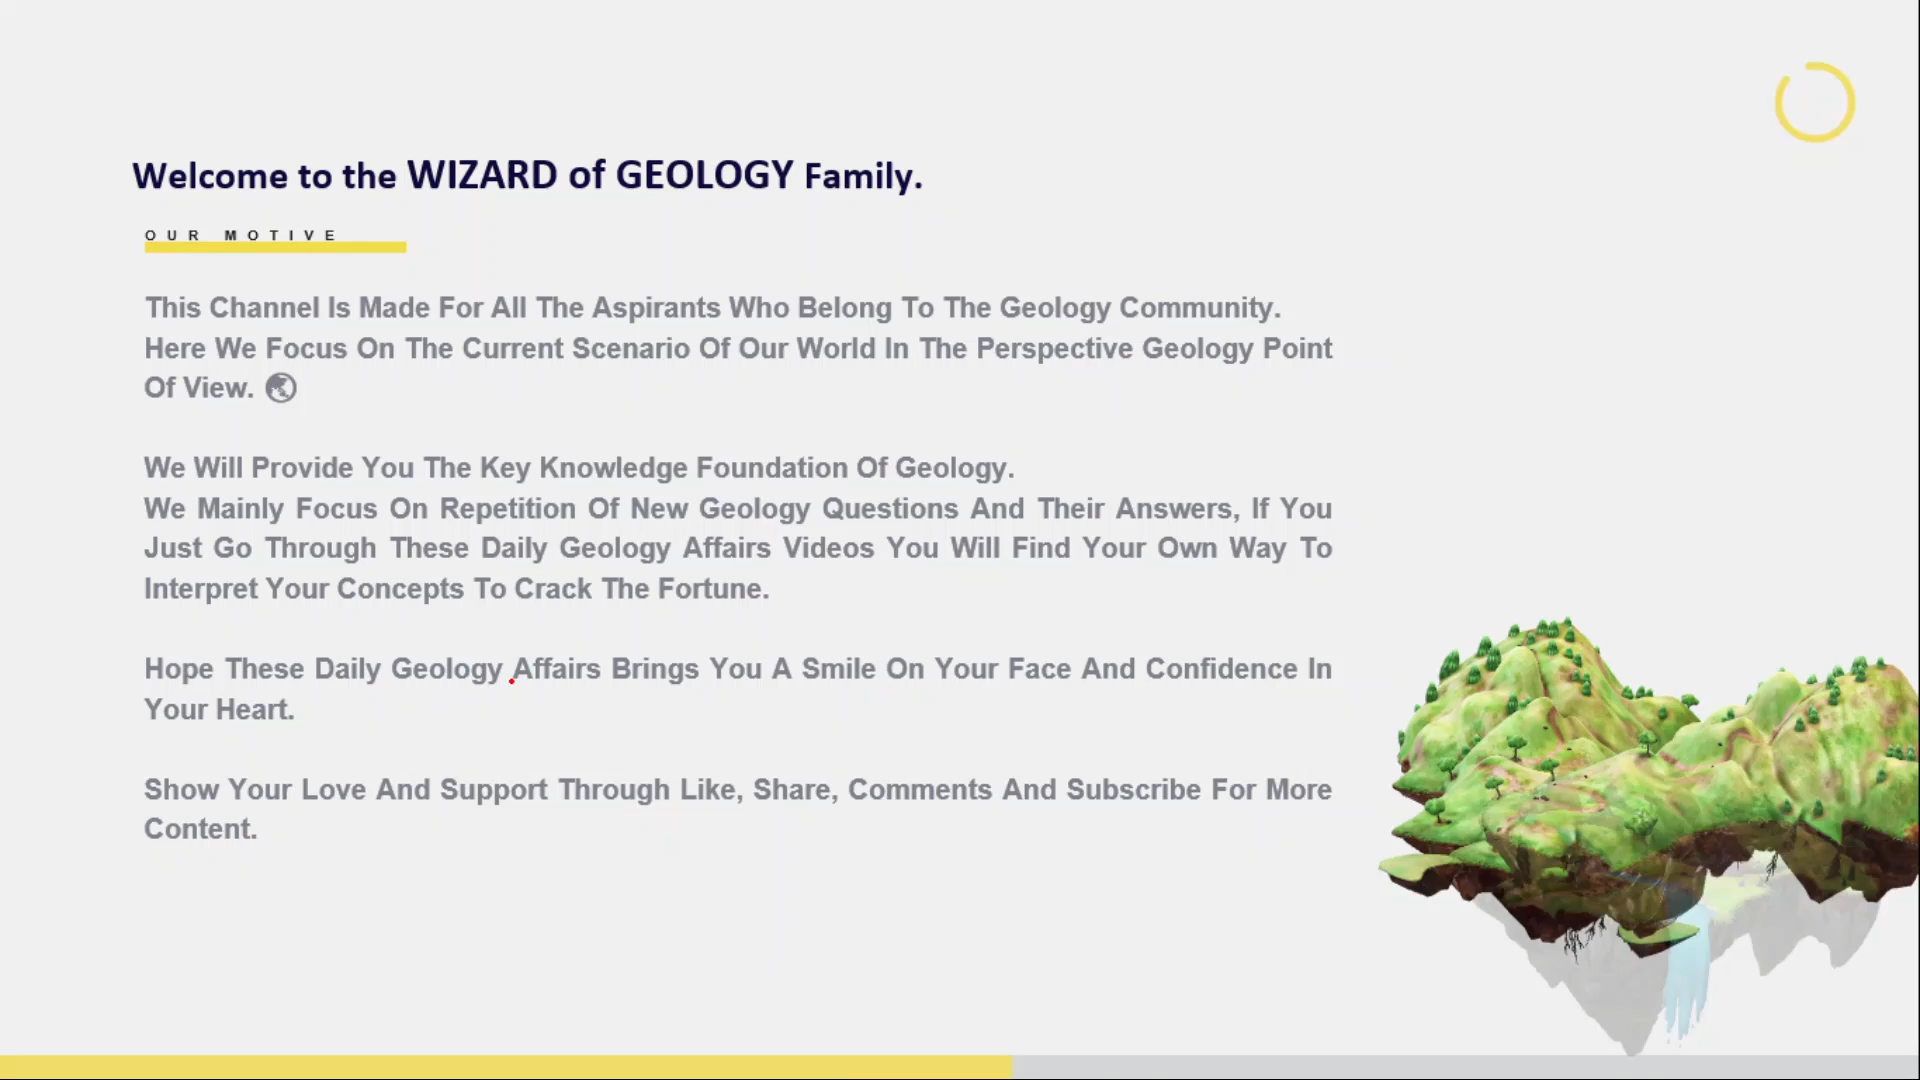 Welcome to the WIZARD of GEOLOGY Family.
OUR MOTIVE
This Channel Is Made For All The Aspirants Who Belong To The Geology Community.
Here We Focus On The Current Scenario Of Our World In The Perspective Geology Point
Of View.
We Will Provide You The Key Knowledge Foundation Of Geology.
We Mainly Focus On Repetition Of New Geology Questions And Their Answers, If You
Just Go Through These Daily Geology Affairs Videos You Will Find Your Own Way To
Interpret Your Concepts To Crack The Fortune.
Hope These Daily Geology Affairs Brings You A Smile On Your Face And Confidence In
Your Heart.
Show Your Love And Support Through Like, Share, Comments And Subscribe For More
Content.